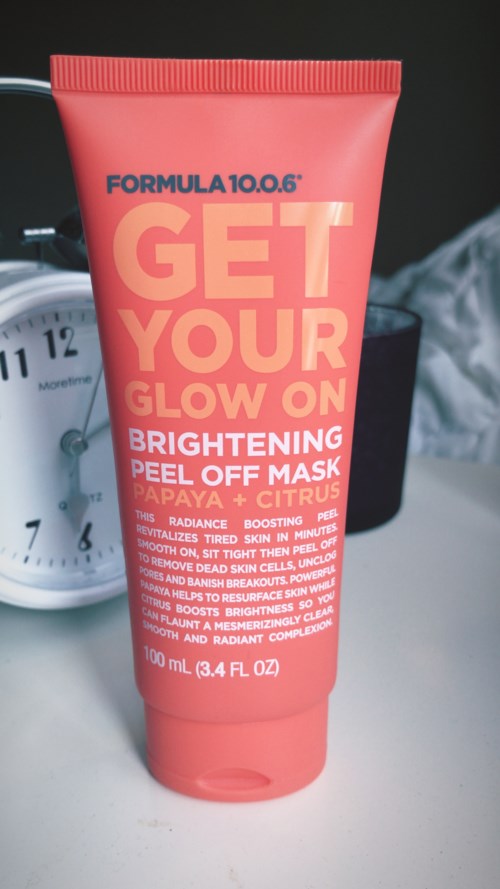 FORMULA 10.0.6®
GET
YOUR
GLOW ON
BRIGHTENING
PEEL OFF MASK
PAPAYA + CITRUS
THIS RADIANCE BOOSTING PEEL
REVITALIZES TIRED SKIN IN MINUTES.
SMOOTH ON, SIT TIGHT THEN PEEL OFF
TO REMOVE DEAD SKIN CELLS, UNCLOG
PORES AND BANISH BREAKOUTS. POWERFUL
PAPAYA HELPS TO RESURFACE SKIN WHILE
CITRUS BOOSTS BRIGHTNESS SO YOU
CAN FLAUNT A MESMERIZINGLY CLEAR,
SMOOTH AND RADIANT COMPLEXION.
100 mL (3.4 FL OZ)
11 12
Moretime
7 6